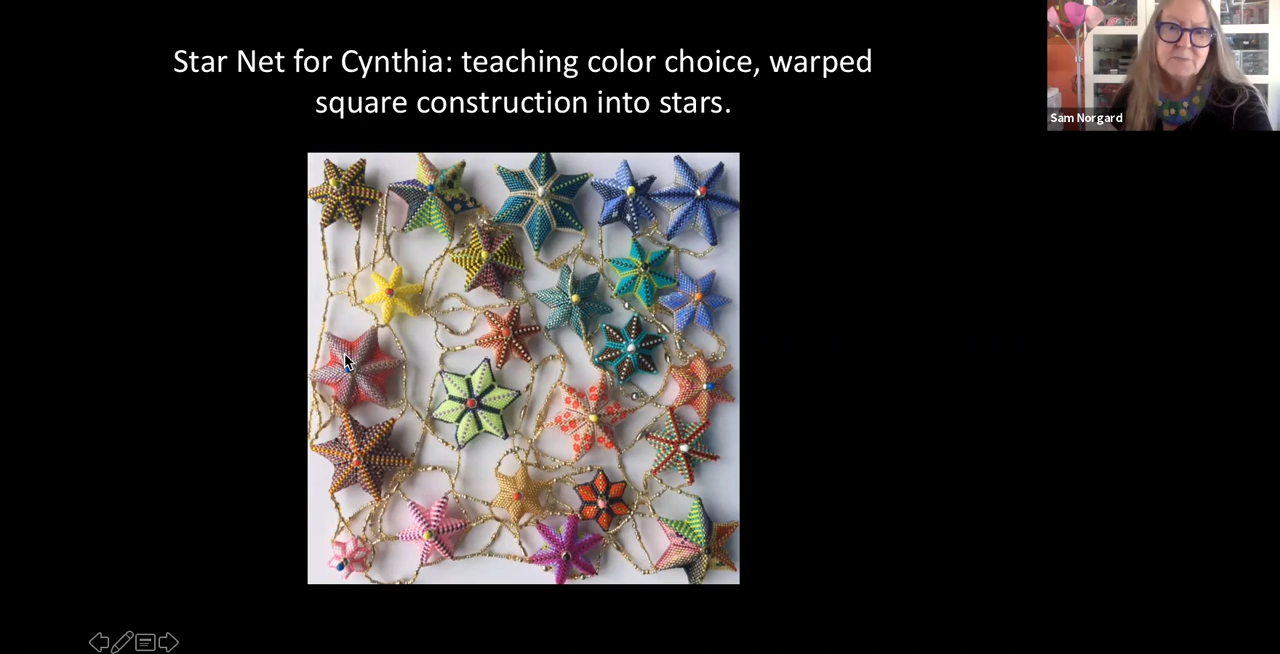 Star Net for Cynthia: teaching color choice, warped
square construction into stars.
Sam Norgard